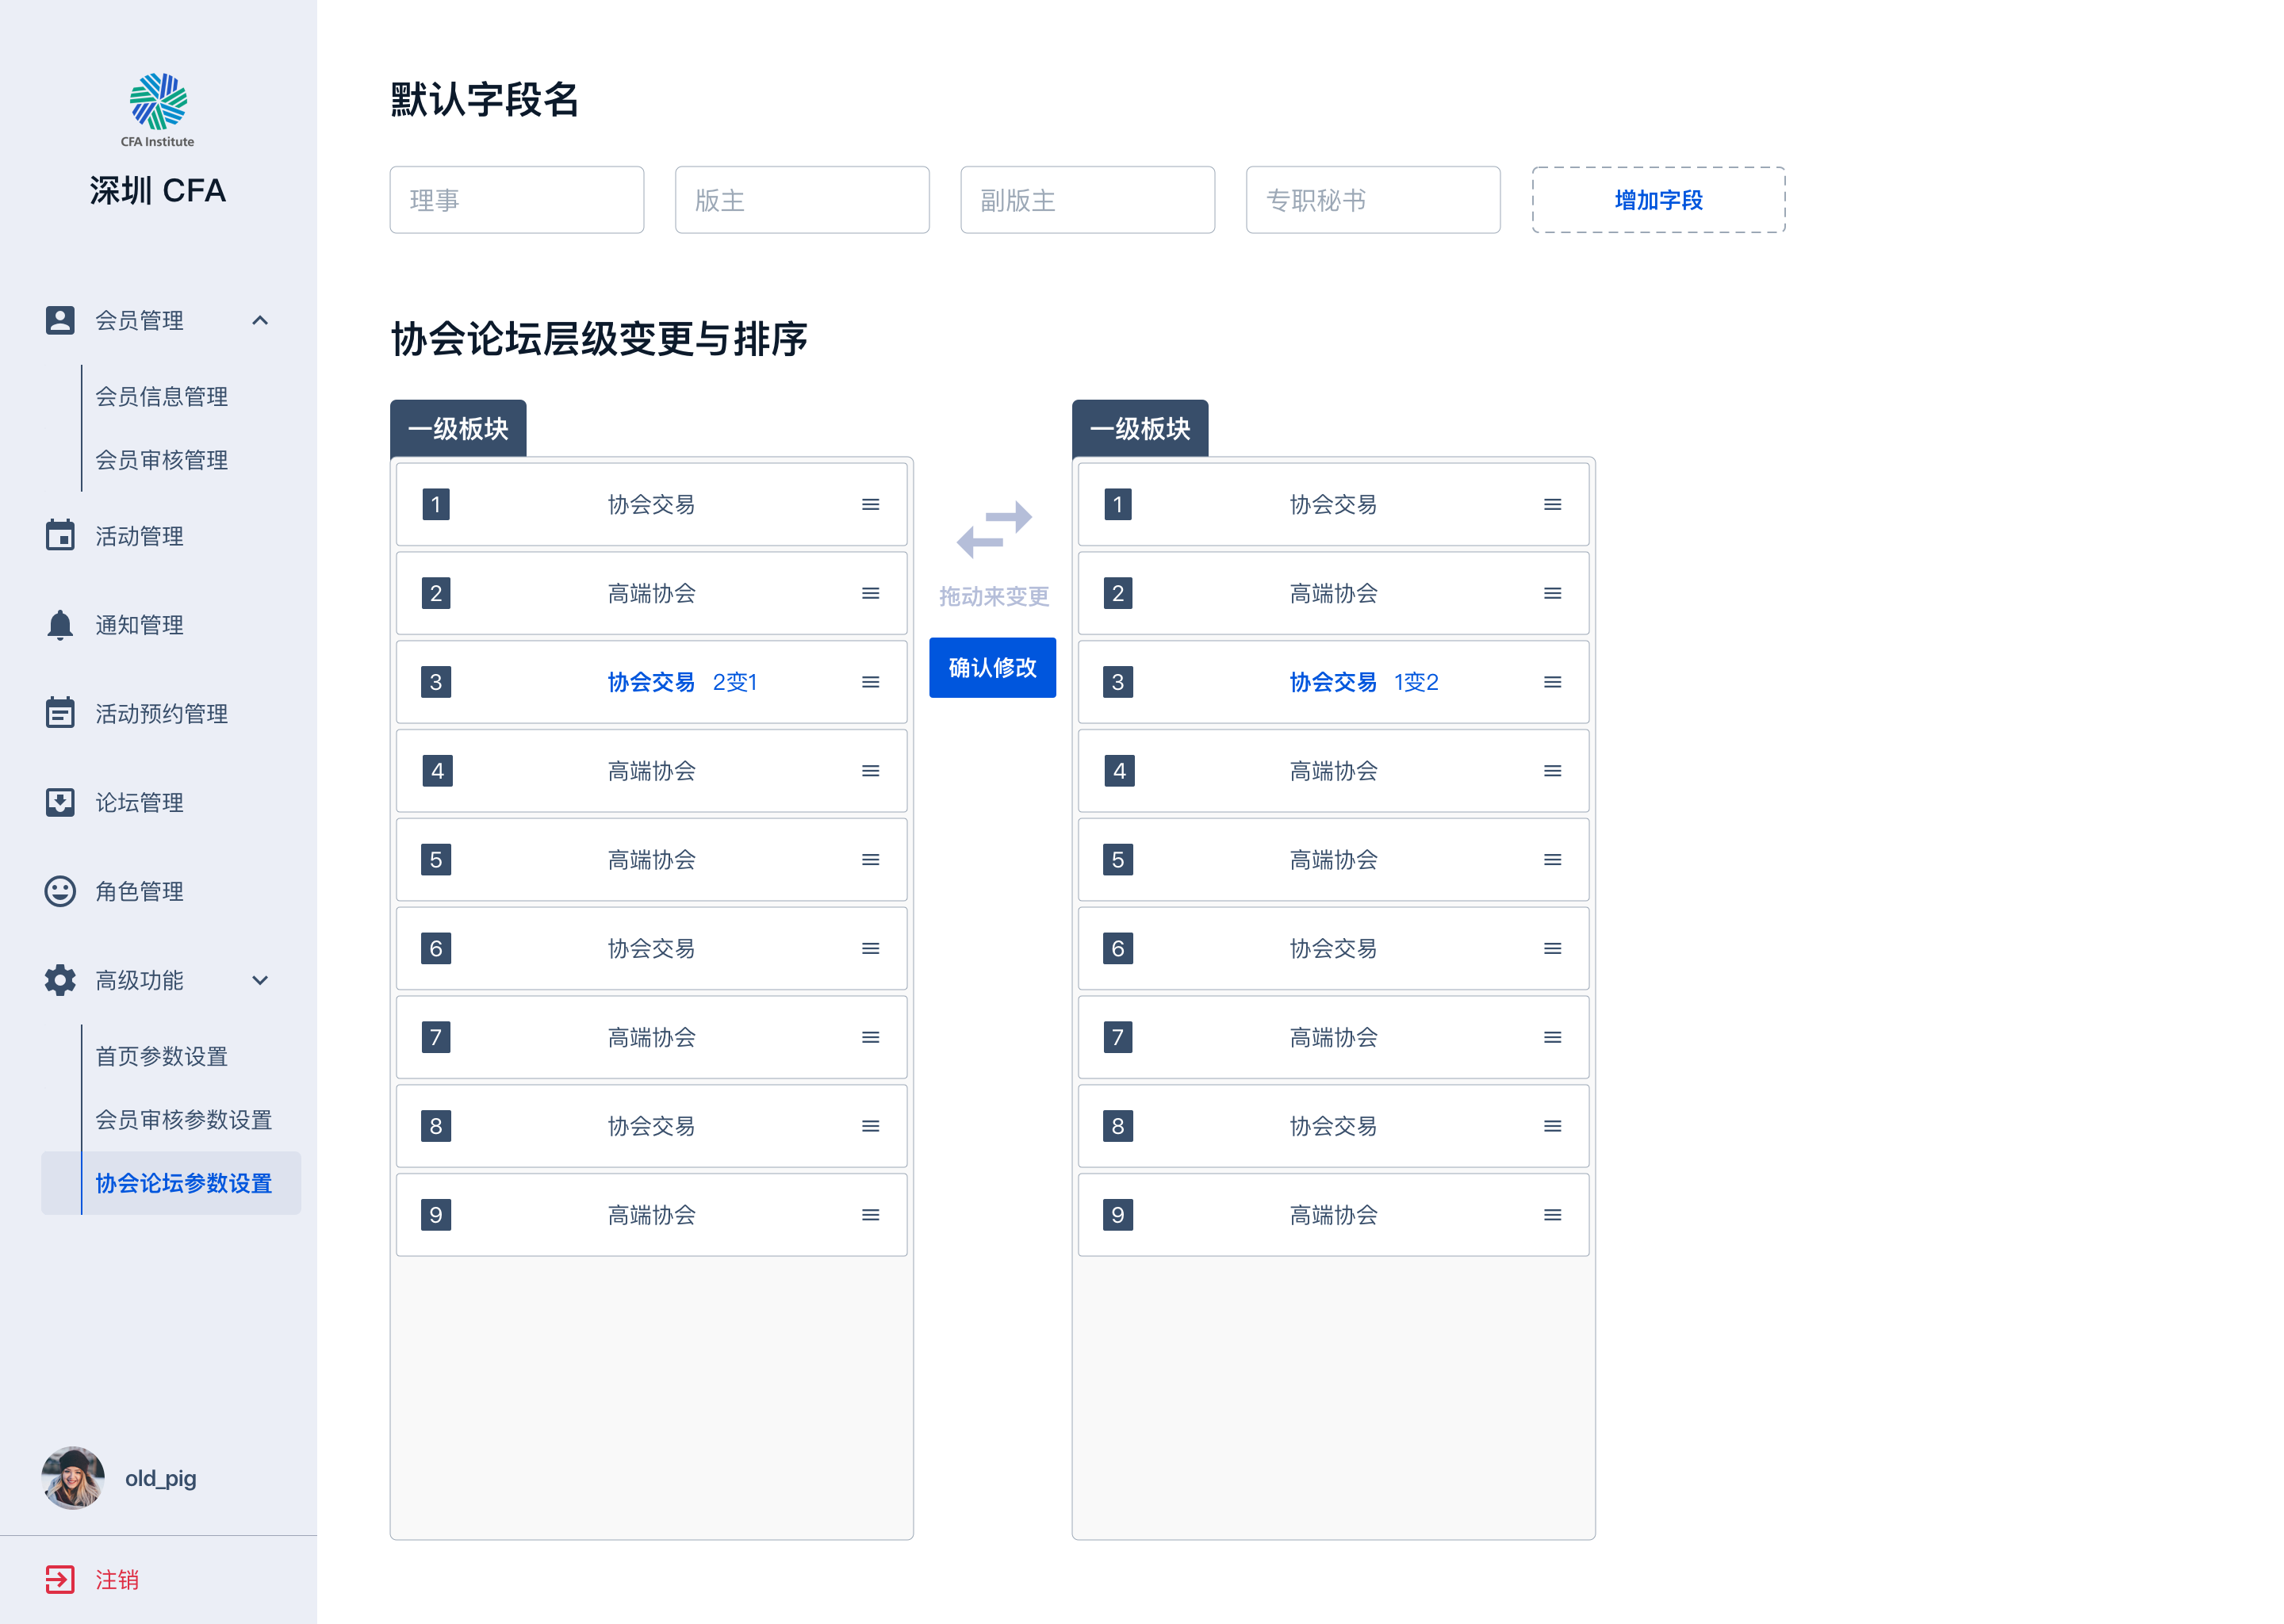 CFA Institute
深圳 CFA
会员管理
会员信息管理
会员审核管理
活动管理
通知管理
活动预约管理
论坛管理
角色管理
高级功能
首页参数设置
会员审核参数设置
协会论坛参数设置
old_pig
注销
默认字段名
理事
版主
副版主
专职秘书
增加字段
协会论坛层级变更与排序
一级板块
1 协会交易
2 高端协会
3 协会交易 2变1
4 高端协会
5 高端协会
6 协会交易
7 高端协会
8 协会交易
9 高端协会
拖动来变更
确认修改
一级板块
1 协会交易
2 高端协会
3 协会交易 1变2
4 高端协会
5 高端协会
6 协会交易
7 高端协会
8 协会交易
9 高端协会